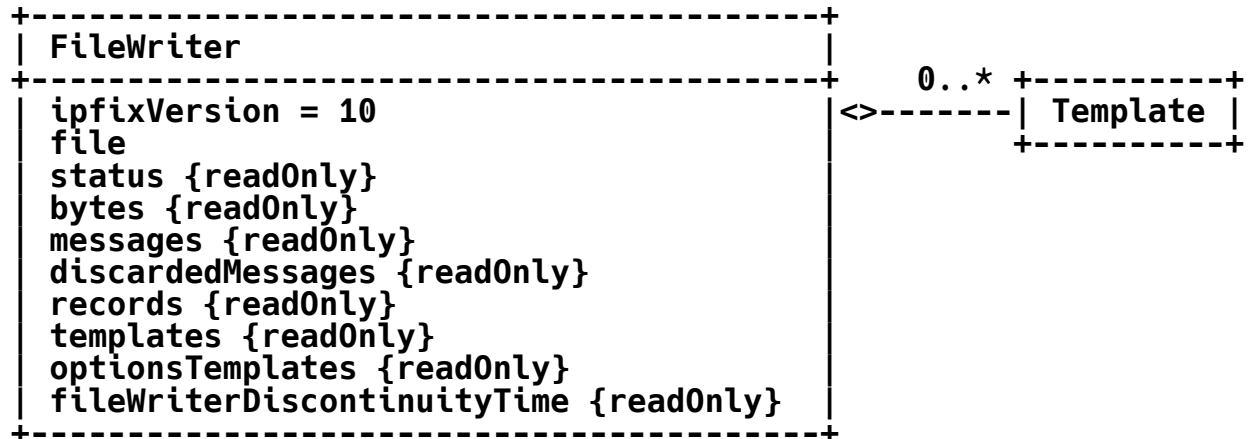 +-----------------------------------------+
| FileWriter                              |
+-----------------------------------------+    0..* +----------+
| ipfixVersion = 10                       |<>-------| Template |
| file                                    |         +----------+
| status {readOnly}                       |
| bytes {readOnly}                        |
| messages {readOnly}                     |
| discardedMessages {readOnly}            |
| records {readOnly}                      |
| templates {readOnly}                    |
| optionsTemplates {readOnly}             |
| fileWriterDiscontinuityTime {readOnly}  |
+-----------------------------------------+